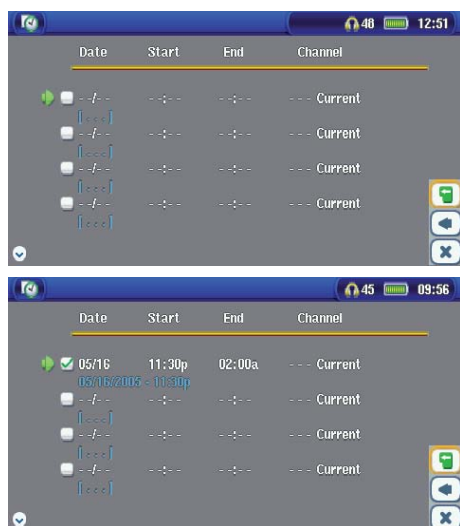 48 12:51
Date Start End Channel
--/-- --:-- --:-- --- Current
[...]
--/-- --:-- --:-- --- Current
[...]
--/-- --:-- --:-- --- Current
[...]
--/-- --:-- --:-- --- Current
[...]
45 09:56
Date Start End Channel
05/16 11:30p 02:00a --- Current
05/16/2005 - 11:30p
--/-- --:-- --:-- --- Current
[...]
--/-- --:-- --:-- --- Current
[...]
--/-- --:-- --:-- --- Current
[...]